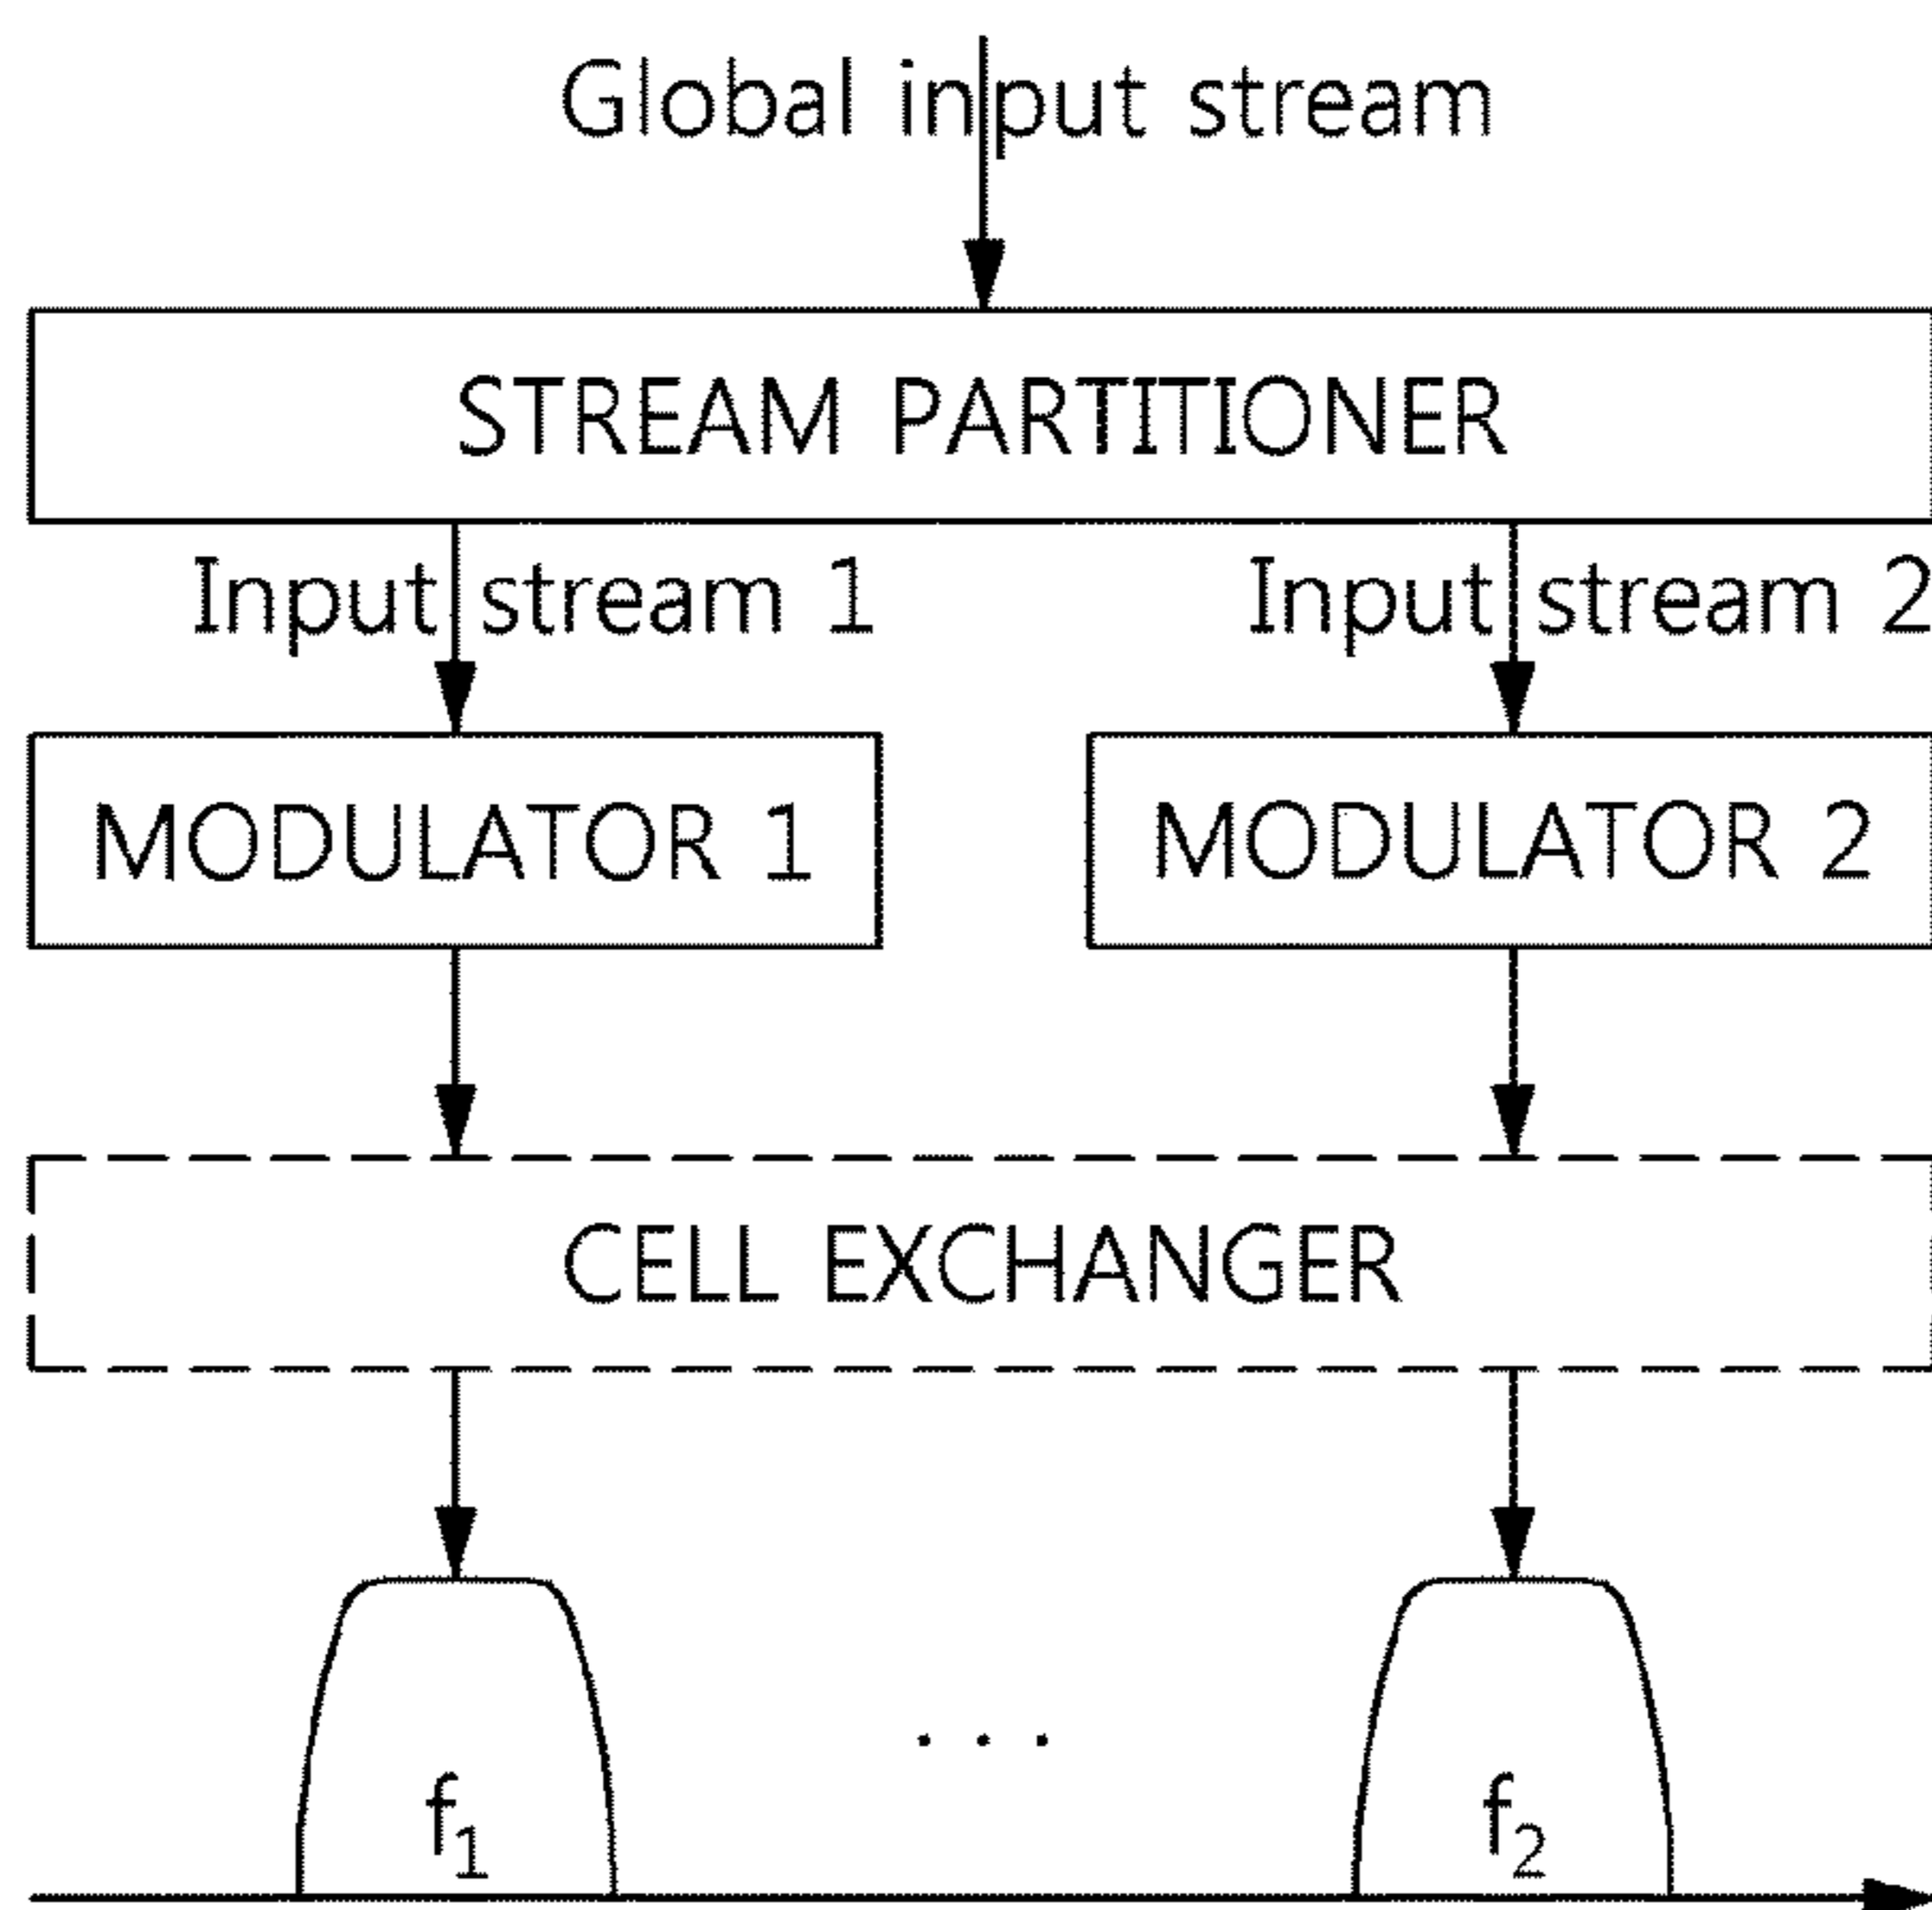 Global input stream
STREAM PARTITIONER
Input stream 1
Input stream 2
MODULATOR 1
MODULATOR 2
CELL EXCHANGER
. . .
f1
f2